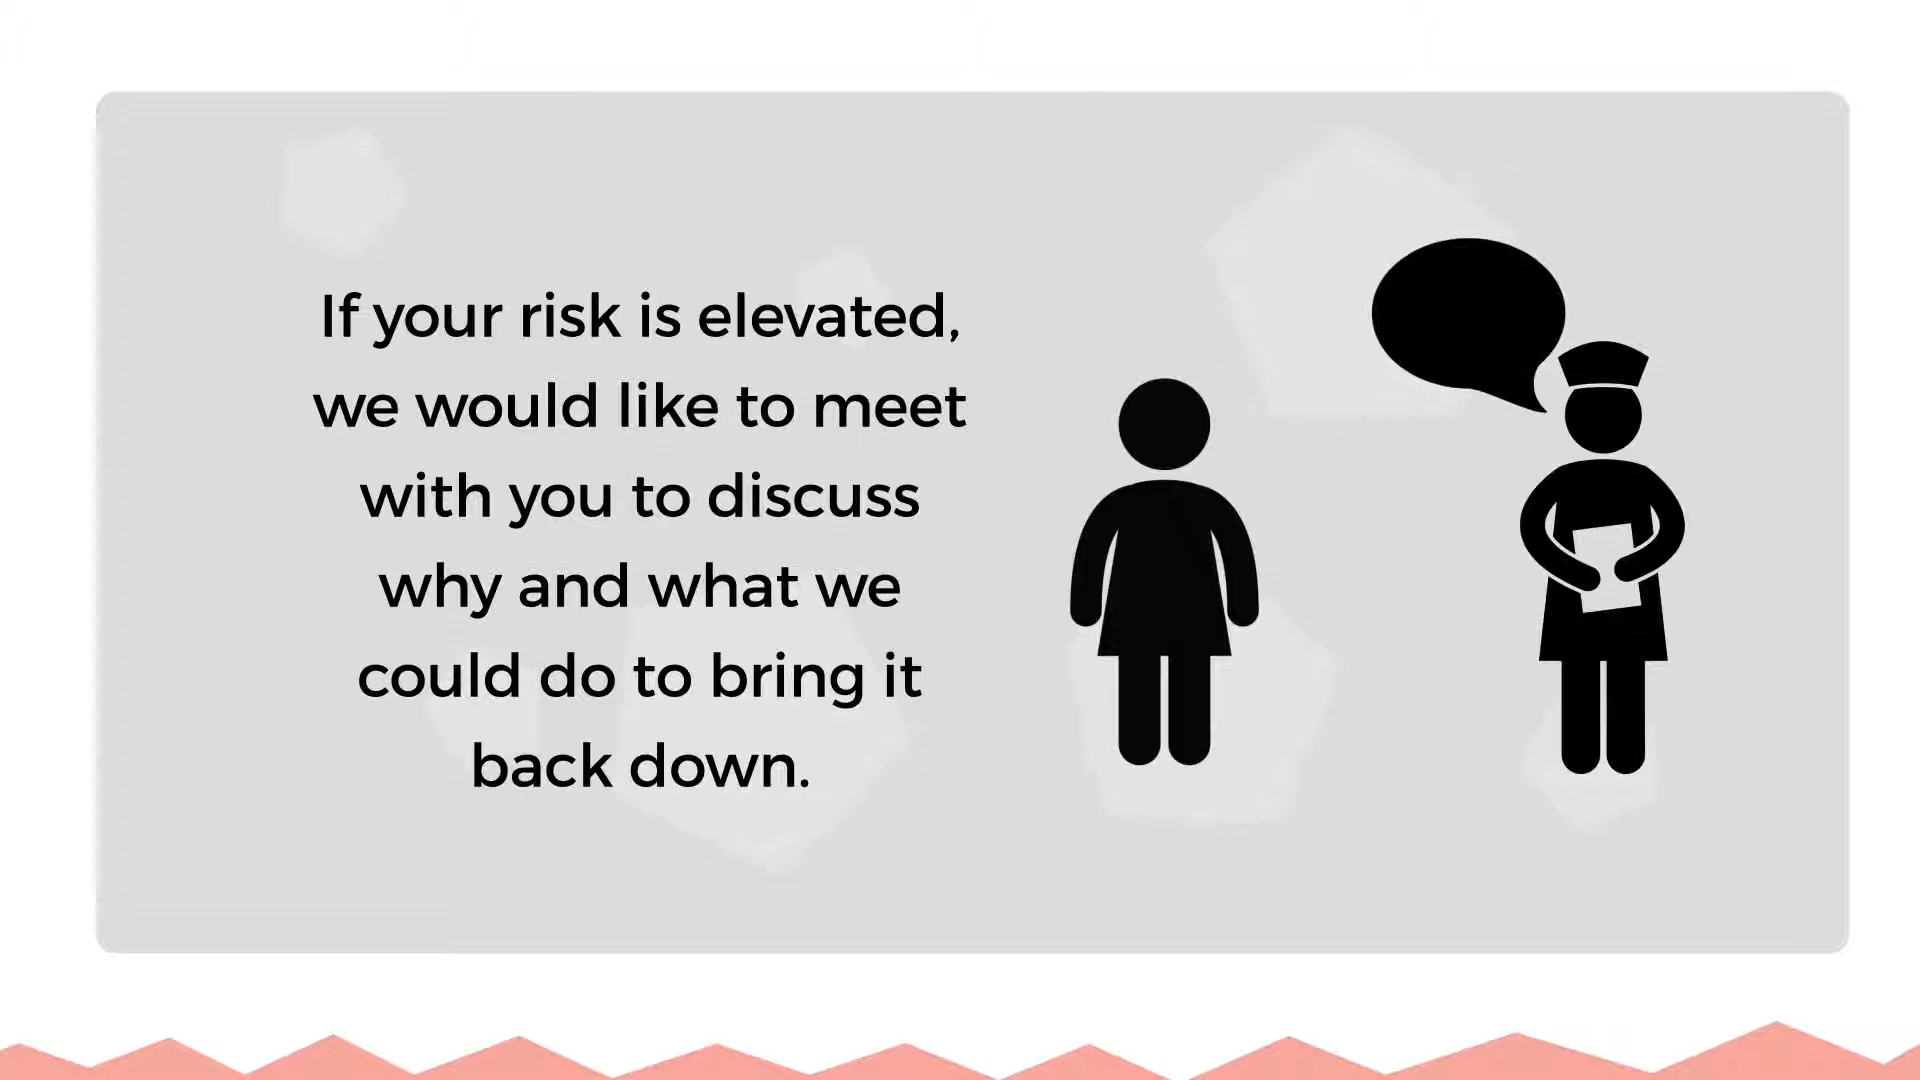 If your risk is elevated,
we would like to meet
with you to discuss
why and what we
could do to bring it
back down.